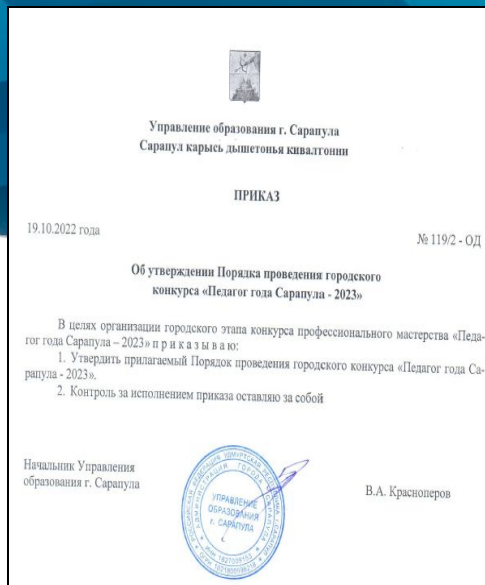 Управление образования г. Сарапула
Сарапул карысь дышетонъя кивалтонни
ПРИКАЗ
19.10.2022 года
№ 119/2 - ОД
Об утверждении Порядка проведения городского
конкурса «Педагог года Сарапула - 2023»
В целях организации городского этапа конкурса профессионального мастерства «Педа-
гог года Сарапула – 2023» п р и к а з ы в а ю:
1. Утвердить прилагаемый Порядок проведения городского конкурса «Педагог года Са-
рапула - 2023».
2. Контроль за исполнением приказа оставляю за собой
Начальник Управления
образования г. Сарапула
В.А. Красноперов
УПРАВЛЕНИЕ
ОБРАЗОВАНИЯ
г. САРАПУЛА